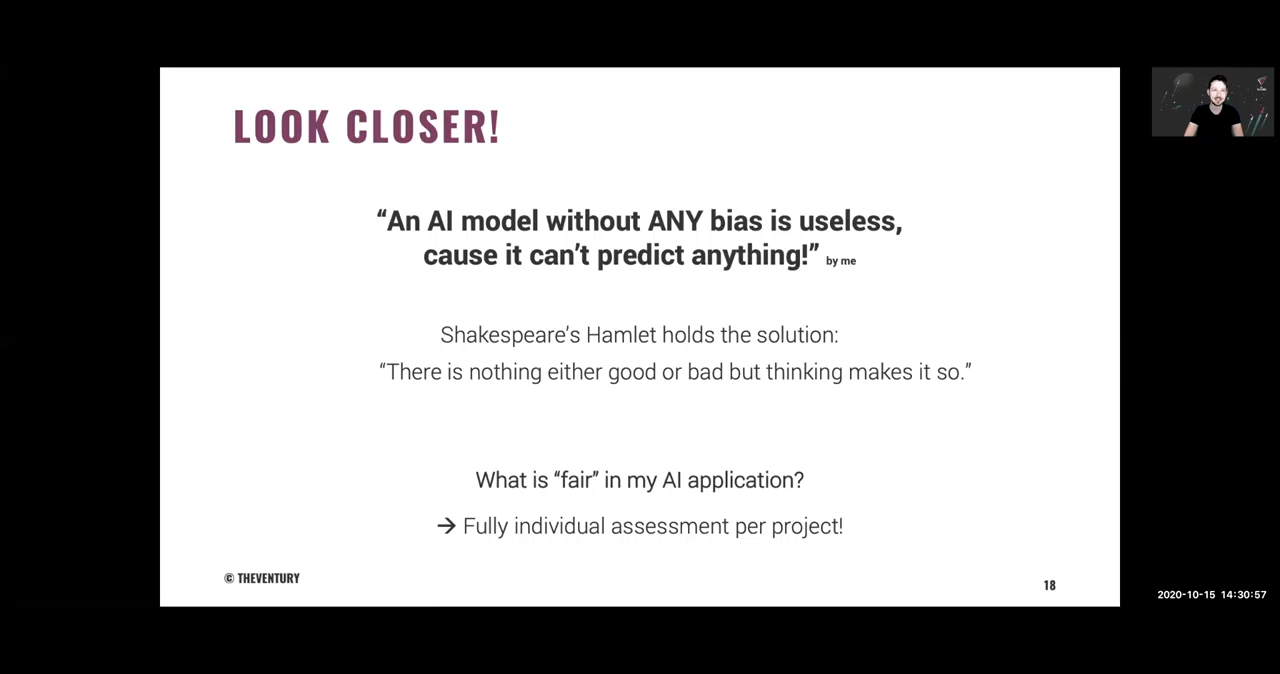 LOOK CLOSER!
“An AI model without ANY bias is useless,
cause it can’t predict anything!” by me
Shakespeare’s Hamlet holds the solution:
“There is nothing either good or bad but thinking makes it so.”
What is “fair” in my AI application?
→ Fully individual assessment per project!
© THEVENTURY
18
2020-10-15 14:30:57